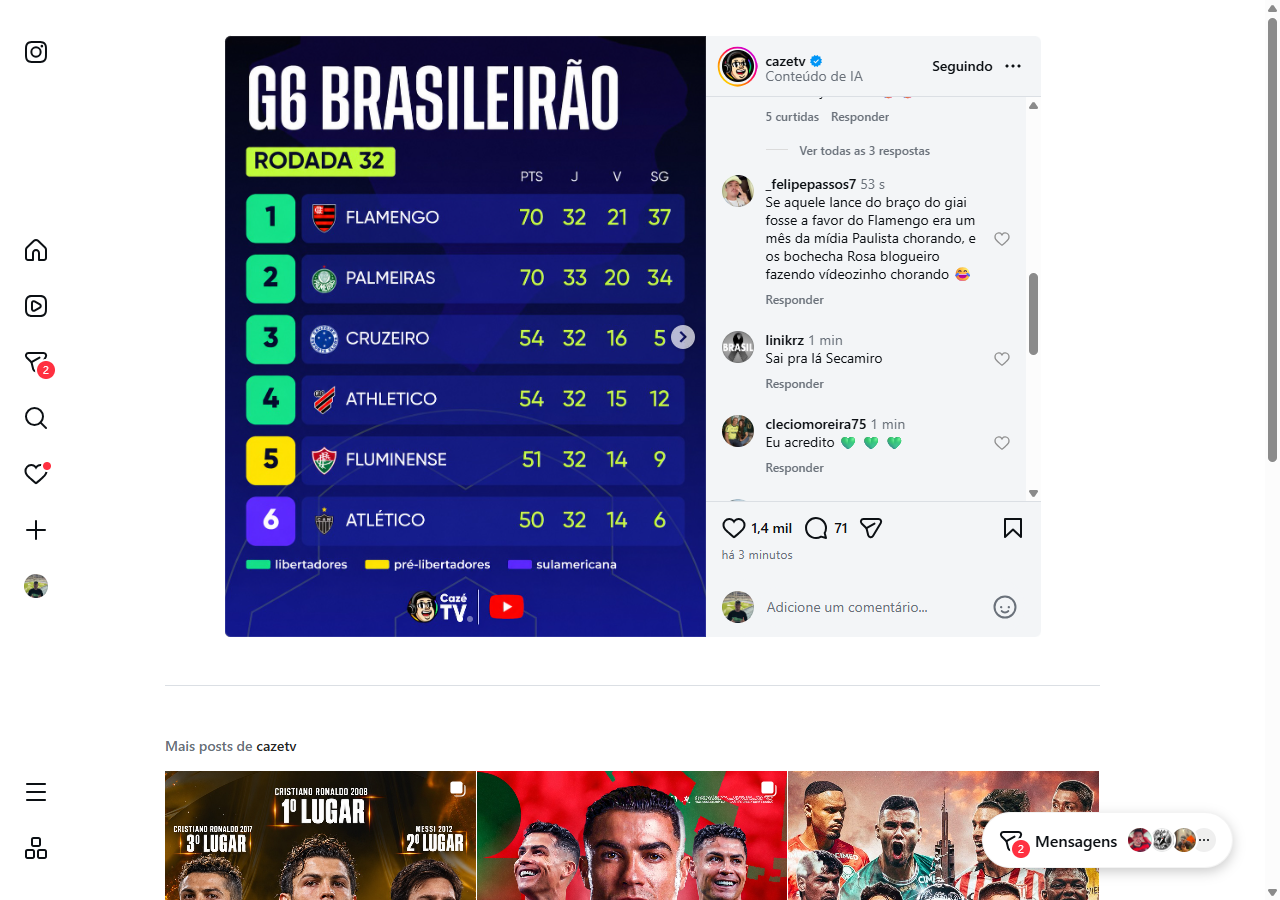 G6 BRASILEIRÃO
RODADA 32
PTS J V SG
1 FLAMENGO 70 32 21 37
2 PALMEIRAS 70 33 20 34
3 CRUZEIRO 54 32 16 5
4 ATHLETICO 54 32 15 12
5 FLUMINENSE 51 32 14 9
6 ATLÉTICO 50 32 14 6
libertadores pré-libertadores sulamericana
Cazé
TV
cazetv
Conteúdo de IA
Seguindo
5 curtidas Responder
Ver todas as 3 respostas
_felipepassos7 53 s
Se aquele lance do braço do giai
fosse a favor do Flamengo era um
mês da mídia Paulista chorando, e
os bochecha Rosa blogueiro
fazendo vídeozinho chorando 😂
Responder
BRASIL
linikrz 1 min
Sai pra lá Secamiro
Responder
cleciomoreira75 1 min
Eu acredito 💚 💚 💚
Responder
1,4 mil 71
há 3 minutos
Adicione um comentário...
2
Mais posts de cazetv
CRISTIANO RONALDO 2008
1º LUGAR
CRISTIANO RONALDO 2017
3º LUGAR
MESSI 2012
2º LUGAR
CIMED
CIMED
2
Mensagens